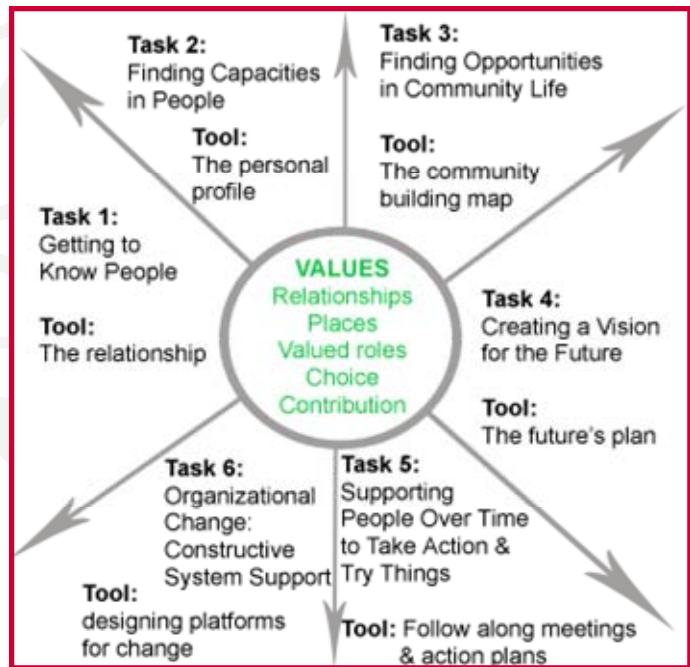 Task 1:
Getting to
Know People
Tool:
The relationship
Task 2:
Finding Capacities
in People
Tool:
The personal
profile
Task 3:
Finding Opportunities
in Community Life
Tool:
The community
building map
Task 4:
Creating a Vision
for the Future
Tool:
The future's plan
Task 5:
Supporting
People Over Time
to Take Action &
Try Things
Tool: Follow along meetings
& action plans
Task 6:
Organizational
Change:
Constructive
System Support
Tool:
designing platforms
for change
VALUES
Relationships
Places
Valued roles
Choice
Contribution